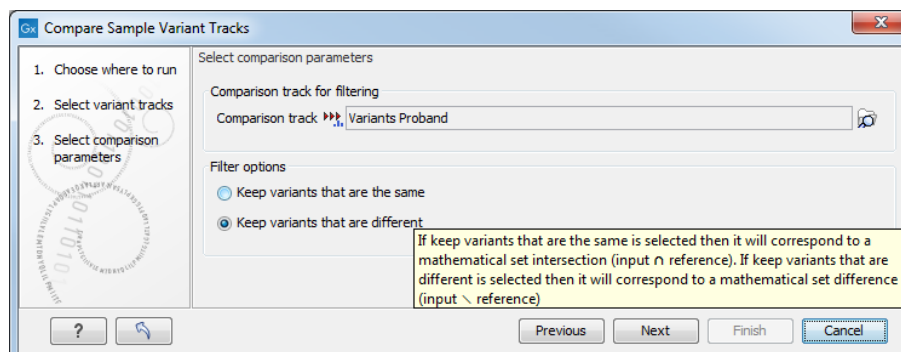 Gx Compare Sample Variant Tracks
1. Choose where to run
2. Select variant tracks
3. Select comparison
parameters
Select comparison parameters
Comparison track for filtering
Comparison track Variants Proband
Filter options
Keep variants that are the same
Keep variants that are different
If keep variants that are the same is selected then it will correspond to a
mathematical set intersection (input ∩ reference). If keep variants that are
different is selected then it will correspond to a mathematical set difference
(input ∖ reference)
? Previous Next Finish Cancel